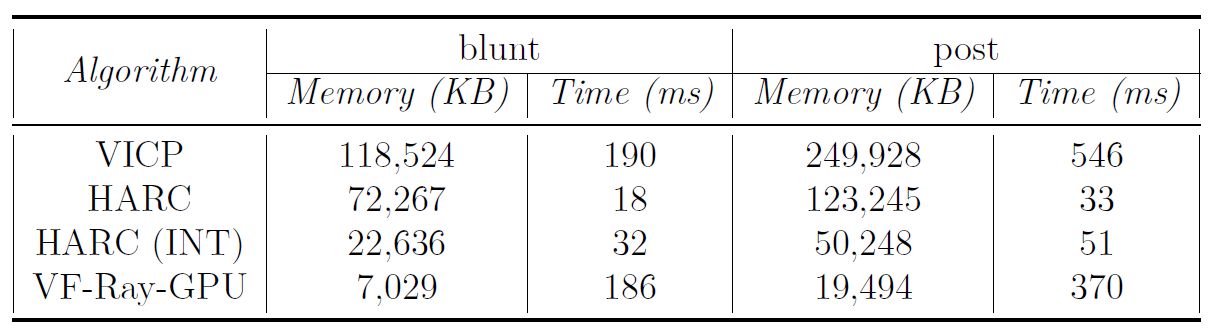 Algorithm blunt post
Memory (KB) Time (ms) Memory (KB) Time (ms)
VICP 118,524 190 249,928 546
HARC 72,267 18 123,245 33
HARC (INT) 22,636 32 50,248 51
VF-Ray-GPU 7,029 186 19,494 370